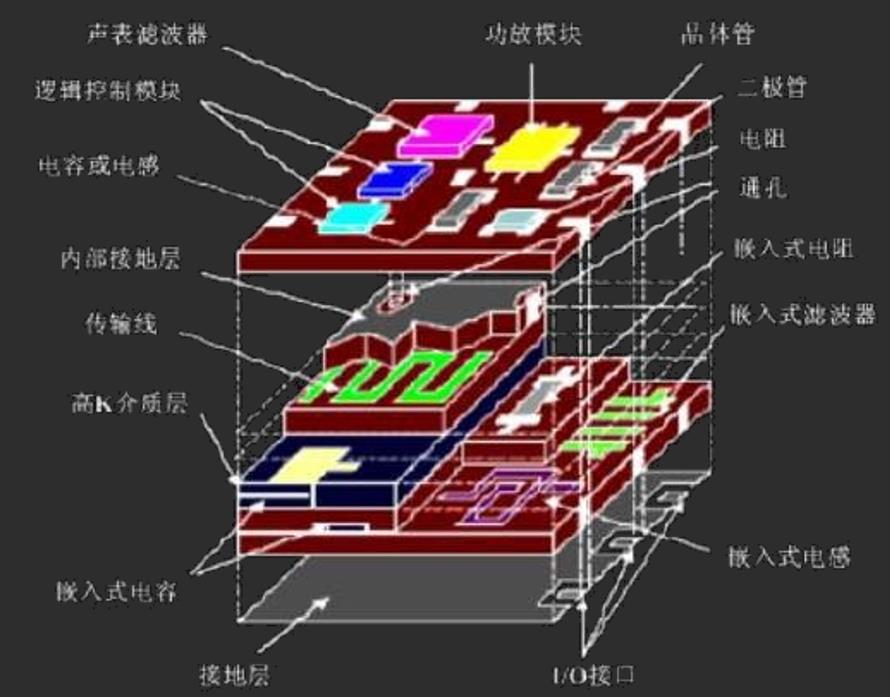 声表滤波器
功放模块
晶体管
逻辑控制模块
二极管
电容或电感
电阻
通孔
内部接地层
嵌入式电阻
传输线
嵌入式滤波器
高K介质层
嵌入式电感
嵌入式电容
接地层
I/O接口